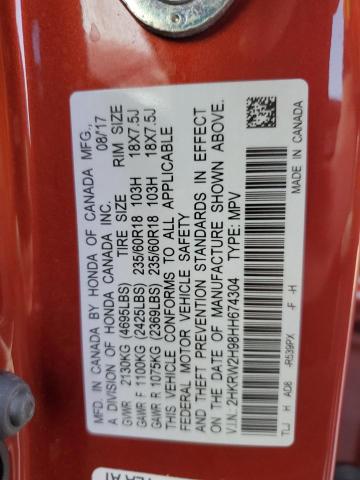 MFD. IN CANADA BY HONDA OF CANADA MFG.,
A DIVISION OF HONDA CANADA INC. 08/17
TIRE SIZE RIM SIZE
GVWR 2130KG (4695LBS)
GAWR F 1100KG (2425LBS) 235/60R18 103H 18X7.5J
GAWR R 1075KG (2369LBS) 235/60R18 103H 18X7.5J
THIS VEHICLE CONFORMS TO ALL APPLICABLE
FEDERAL MOTOR VEHICLE SAFETY
AND THEFT PREVENTION STANDARDS IN EFFECT
ON THE DATE OF MANUFACTURE SHOWN ABOVE.
V.I.N.: 2HKRW2H98HH674304 TYPE: MPV
TLJ H AD8 -R539PX -F -H MADE IN CANADA